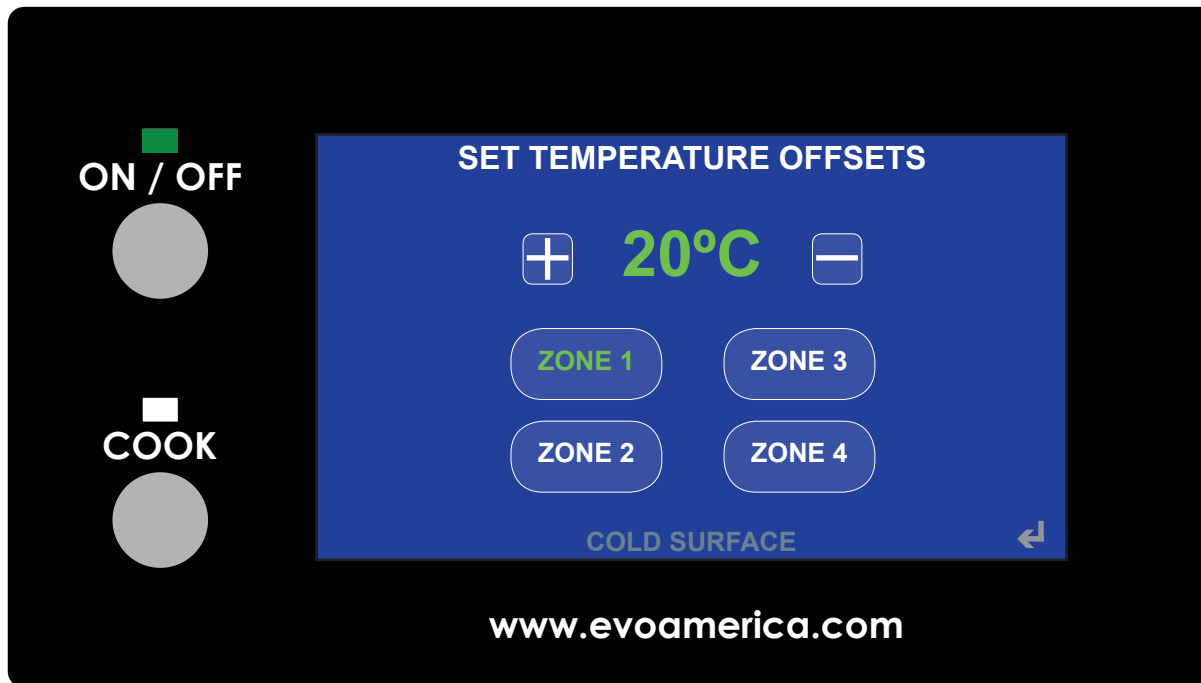 ON / OFF
SET TEMPERATURE OFFSETS
20ºC
ZONE 1
ZONE 3
COOK
ZONE 2
ZONE 4
COLD SURFACE
www.evoamerica.com